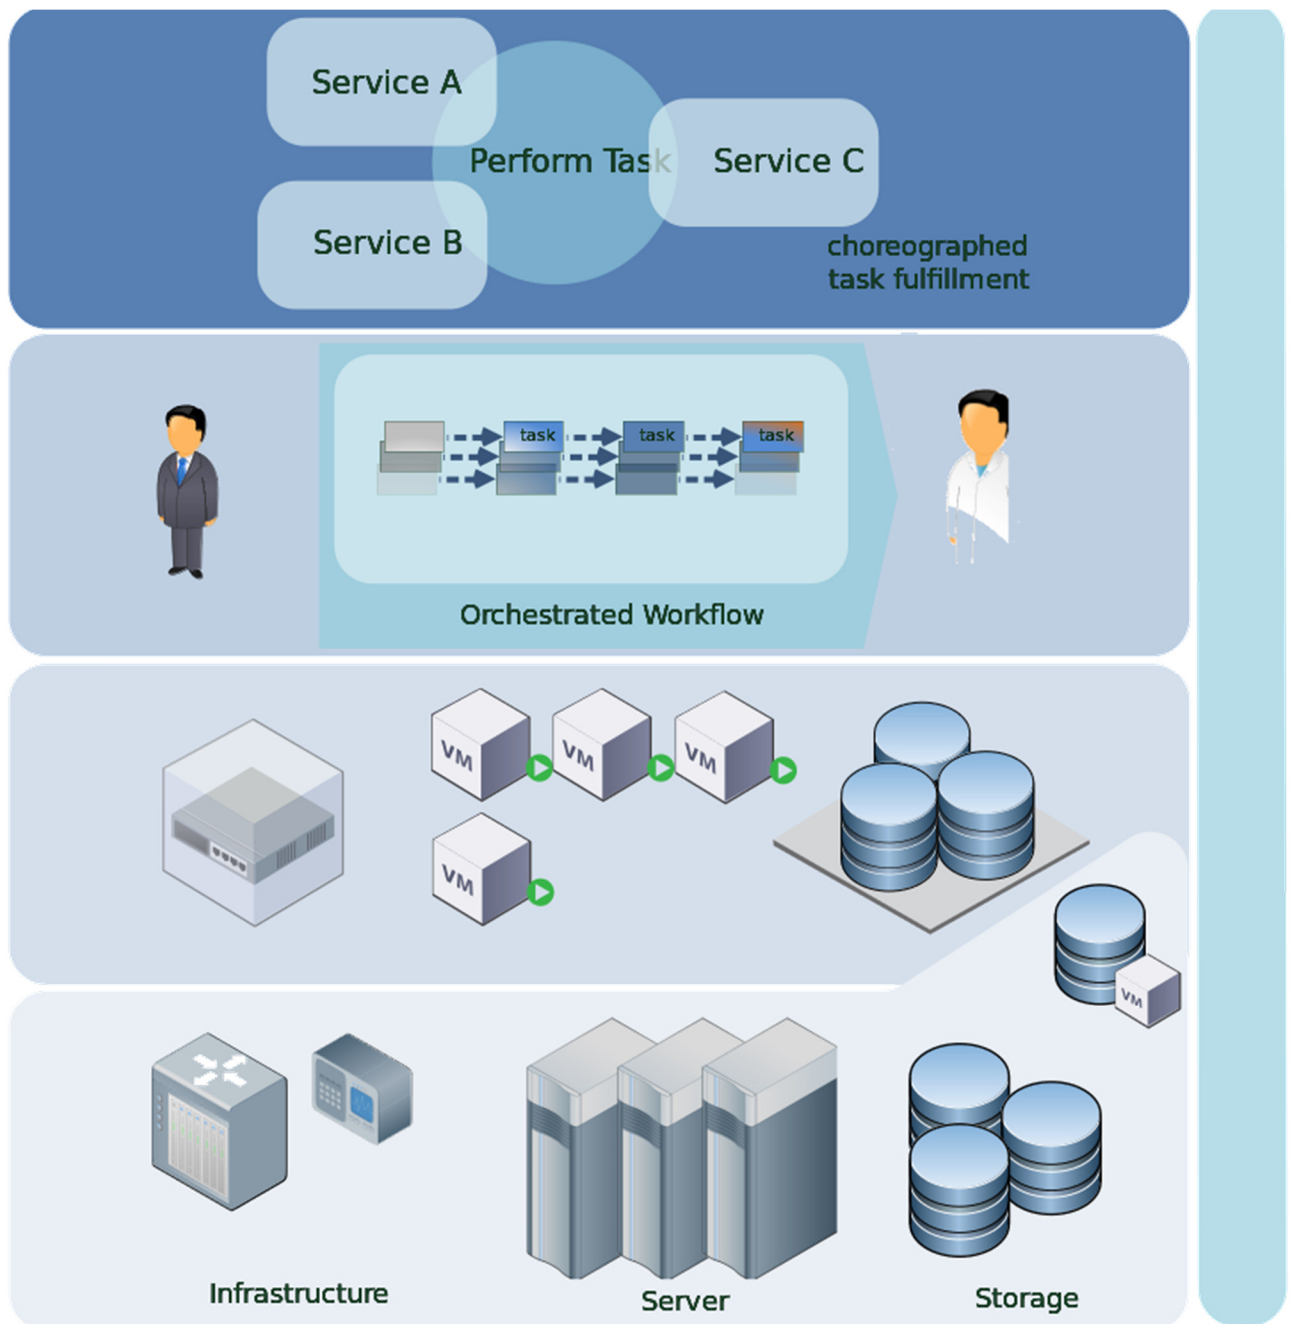 Service A
Perform Task
Service C
Service B
choreographed
task fulfillment
task
task
task
Orchestrated Workflow
VM
VM
VM
VM
VM
Infrastructure
Server
Storage